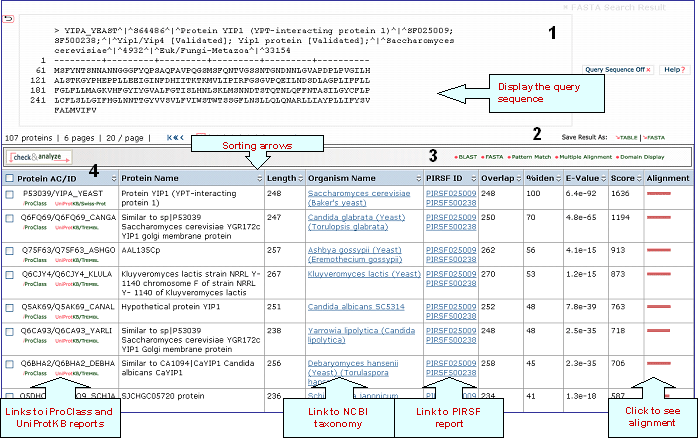 FASTA Search Result
1
> YIPA_YEAST^|^S64486^|^Protein YIP1 (YPT-interacting protein 1)^|^SF025009;
SF500238;^|^Yip1/Yip4 [Validated]; Yip1 protein [Validated];^|^Saccharomyces
cerevisiae^|^4932^|^Euk/Fungi-Metazoa^|^33154
1
61 MSFYNTSNNANNGGGFYQPSAQFAVPQGSMSFQNTVGSSNTGNDNNLGVAPDPLPVGILH
121 ALSTKGYPHEPPLLEEIGINFDHIITKTKMVLIPIRFGSGVPQEILNDSDLAGPLIFFLL
181 FGLFLLMAGKVHFGYIYGVALFGTISLHNLSKLMSNNDTSTQTNLQFFNTASILGYCFLP
241 LCFLSLLGIFHGLNNTTGYVVSVLFVIWSTWTSSGFLNSLLQLQNARLLIAYPLLIFYSV
FALMVIFV
Query Sequence Off × Help?
Display the query sequence
107 proteins | 6 pages | 20 / page |
2
Save Result As: TABLE | FASTA
Sorting arrows
check & analyze
3
BLAST FASTA Pattern Match Multiple Alignment Domain Display
4
Protein AC/ID Protein Name Length Organism Name PIRSF ID Overlap %iden E-Value Score Alignment
P53039/YIPA_YEAST Protein YIP1 (YPT-interacting protein 1) 248 Saccharomyces cerevisiae (Baker's yeast) PIRSF025009 PIRSF500238 248 100 6.4e-92 1636
iProClass UniProtKB/Swiss-Prot
Q6FQ69/Q6FQ69_CANGA Similar to sp|P53039 Saccharomyces cerevisiae YGR172c YIP1 golgi membrane protein 247 Candida glabrata (Yeast) (Torulopsis glabrata) PIRSF025009 PIRSF500238 250 70 4.8e-65 1194
iProClass UniProtKB/TrEMBL
Q75F63/Q75F63_ASHGO AAL135Cp 257 Ashbya gossypii (Yeast) (Eremothecium gossypii) PIRSF025009 PIRSF500238 262 56 4.1e-15 913
iProClass UniProtKB/TrEMBL
Q6CJY4/Q6CJY4_KLULA Kluyveromyces lactis strain NRRL Y-1140 chromosome F of strain NRRL Y- 1140 of Kluyveromyces lactis 267 Kluyveromyces lactis (Yeast) PIRSF025009 PIRSF500238 270 53 1.2e-15 873
iProClass UniProtKB/TrEMBL
Q5AK69/Q5AK69_CANAL Hypothetical protein YIP1 251 Candida albicans SC5314 PIRSF025009 PIRSF500238 252 48 7.8e-39 763
iProClass UniProtKB/TrEMBL
Q6CA93/Q6CA93_YARLI Similar to sp|P53039 Saccharomyces cerevisiae YGR172c YIP1 Golgi membrane protein 238 Yarrowia lipolytica (Candida lipolytica) PIRSF025009 PIRSF500238 248 48 2.5e-35 718
iProClass UniProtKB/TrEMBL
Q6BHA2/Q6BHA2_DEBHA Similar to CA1094|CaYIP1 Candida albicans CaYIP1 256 Debaryomyces hansenii (Yeast) (Torulaspora PIRSF025009 PIRSF500238 258 45 2.3e-35 706
iProClass UniProtKB/TrEMBL
SJCHGC05720 protein 236 japonicum 234 41 1.3e-18 587
Links to iProClass and UniProtKB reports
Link to NCBI taxonomy
Link to PIRSF report
Click to see alignment